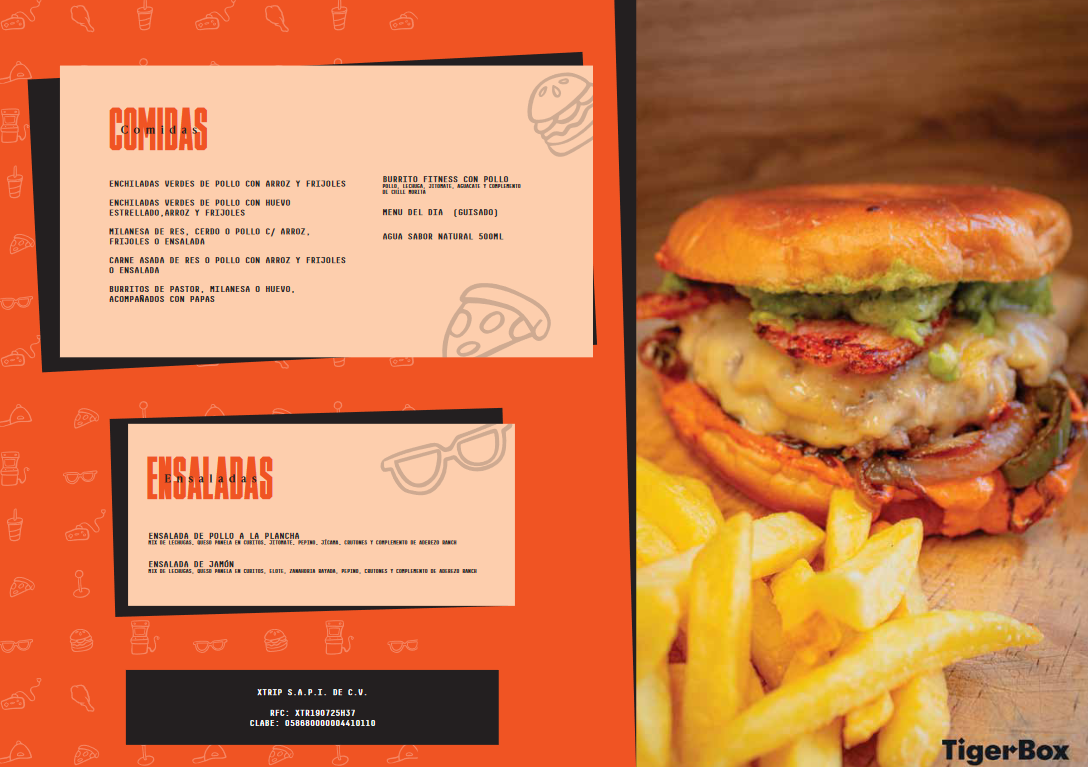 COMIDAS
Comidas
ENCHILADAS VERDES DE POLLO CON ARROZ Y FRIJOLES
ENCHILADAS VERDES DE POLLO CON HUEVO
ESTRELLADO,ARROZ Y FRIJOLES
MILANESA DE RES, CERDO O POLLO C/ ARROZ,
FRIJOLES O ENSALADA
CARNE ASADA DE RES O POLLO CON ARROZ Y FRIJOLES
O ENSALADA
BURRITOS DE PASTOR, MILANESA O HUEVO,
ACOMPAÑADOS CON PAPAS
BURRITO FITNESS CON POLLO
POLLO, LECHUGA, JITOMATE, AGUACATE Y COMPLEMENTO
DE CHILE MORITA
MENU DEL DIA (GUISADO)
AGUA SABOR NATURAL 500ML
ENSALADAS
Ensaladas
ENSALADA DE POLLO A LA PLANCHA
MIX DE LECHUGAS, QUESO PANELA EN CUBITOS, JITOMATE, PEPINO, JÍCAMA, CRUTONES Y COMPLEMENTO DE ADEREZO RANCH
ENSALADA DE JAMÓN
MIX DE LECHUGAS, QUESO PANELA EN CUBITOS, ELOTE, ZANAHORIA RAYADA, PEPINO, CRUTONES Y COMPLEMENTO DE ADEREZO RANCH
XTRIP S.A.P.I. DE C.V.
RFC: XTR190725H37
CLABE: 058680000004410110
TigerBox